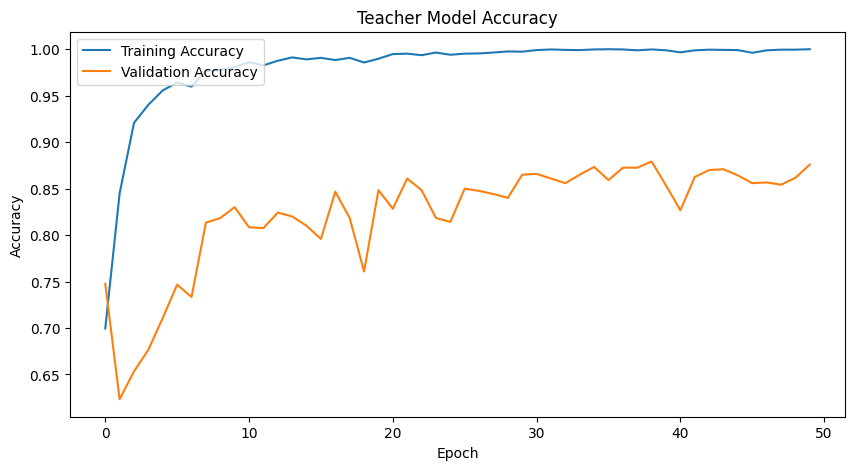 Teacher Model Accuracy
Training Accuracy
Validation Accuracy
1.00
0.95
0.90
0.85
0.80
0.75
0.70
0.65
Accuracy
0
10
20
30
40
50
Epoch